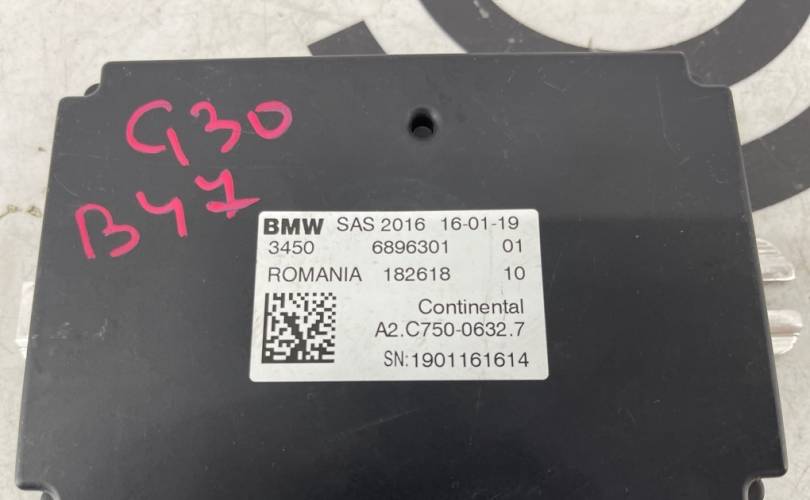 G30
B47
BMW SAS 2016 16-01-19
3450 6896301 01
ROMANIA 182618 10
Continental
A2.C750-0632.7
SN:1901161614